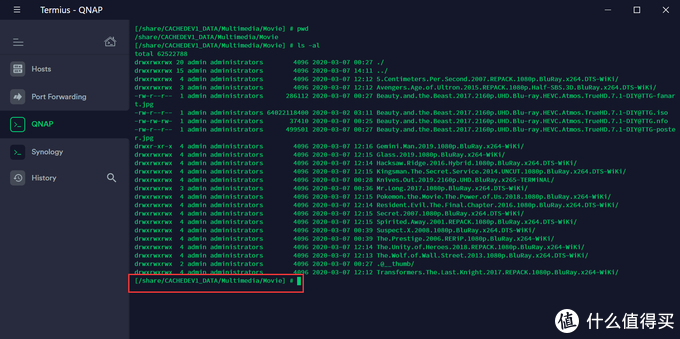 Termius - QNAP
Hosts
Port Forwarding
QNAP
Synology
History
[/share/CACHEDEV1_DATA/Multimedia/Movie] # pwd
/share/CACHEDEV1_DATA/Multimedia/Movie
[/share/CACHEDEV1_DATA/Multimedia/Movie] # ls -al
total 62522788
drwxrwxrwx 20 admin administrators 4096 2020-03-07 00:27 ./
drwxrwxrwx 15 admin administrators 4096 2020-03-07 14:11 ../
drwxrwxrwx 4 admin administrators 4096 2020-03-07 12:12 5.Centimeters.Per.Second.2007.REPACK.1080p.BluRay.x264.DTS-WiKi/
drwxrwxrwx 3 admin administrators 4096 2020-03-07 12:12 Avengers.Age.of.Ultron.2015.REPACK.1080p.3D.BluRay.Half-SBS.x264.DTS-WiKi/
-rw-r--r-- 1 admin administrators 286112 2020-03-07 00:27 Beauty.and.the.Beast.2017.2160p.UHD.Blu-ray.HEVC.Atmos.TrueHD.7.1-DIY@TTG-fanar
t.jpg
-rw-r--r-- 1 admin administrators 64022118400 2020-03-07 03:11 Beauty.and.the.Beast.2017.2160p.UHD.Blu-ray.HEVC.Atmos.TrueHD.7.1-DIY@TTG.iso
-rw-rw-rw- 1 admin administrators 37418 2020-03-07 00:25 Beauty.and.the.Beast.2017.2160p.UHD.Blu-ray.HEVC.Atmos.TrueHD.7.1-DIY@TTG.nfo
-rw-r--r-- 1 admin administrators 499501 2020-03-07 00:27 Beauty.and.the.Beast.2017.2160p.UHD.Blu-ray.HEVC.Atmos.TrueHD.7.1-DIY@TTG-poste
r.jpg
drwxr-xr-x 4 admin administrators 4096 2020-03-07 12:16 Gemini.Man.2019.1080p.BluRay.x264-WiKi/
drwxrwxrwx 4 admin administrators 4096 2020-03-07 12:15 Glass.2019.1080p.BluRay.x264-WiKi/
drwxrwxrwx 4 admin administrators 4096 2020-03-07 12:14 Hacksaw.Ridge.2016.Hybrid.1080p.BluRay.x264.DTS-WiKi/
drwxrwxrwx 4 admin administrators 4096 2020-03-07 12:15 Kingsman.The.Secret.Service.2014.UNCUT.1080p.BluRay.x264.DTS-WiKi/
drwxrwxrwx 4 admin administrators 4096 2020-03-07 00:28 Knives.Out.2019.2160p.UHD.BluRay.x265-TERMiNAL/
drwxrwxrwx 3 admin administrators 4096 2020-03-07 00:36 Mr.Long.2017.1080p.BluRay.x264.DTS-WiKi/
drwxrwxrwx 4 admin administrators 4096 2020-03-07 12:15 Pokemon.the.Movie.The.Power.of.Us.2018.1080p.BluRay.x264-WiKi/
drwxrwxrwx 4 admin administrators 4096 2020-03-07 12:14 Resident.Evil.The.Final.Chapter.2016.1080p.BluRay.x264-WiKi/
drwxrwxrwx 4 admin administrators 4096 2020-03-07 12:15 Secret.2007.1080p.BluRay.x264.DTS-WiKi/
drwxrwxrwx 4 admin administrators 4096 2020-03-07 12:15 Spirited.Away.2001.REPACK.1080p.BluRay.x264.DTS-WiKi/
drwxrwxrwx 4 admin administrators 4096 2020-03-07 00:39 Suspect.X.2008.1080p.BluRay.x264.DTS-WiKi/
drwxrwxrwx 4 admin administrators 4096 2020-03-07 00:39 The.Prestige.2006.RERiP.1080p.BluRay.x264.DTS-WiKi/
drwxrwxrwx 4 admin administrators 4096 2020-03-07 12:14 The.Unity.of.Heroes.2018.REPACK.1080p.BluRay.x264-WiKi/
drwxrwxrwx 4 admin administrators 4096 2020-03-07 12:13 The.Wolf.of.Wall.Street.2013.1080p.BluRay.x264.DTS-WiKi/
drwxrwxrwx 2 admin administrators 4096 2020-03-07 00:27 .@__thumb/
drwxrwxrwx 4 admin administrators 4096 2020-03-07 12:12 Transformers.The.Last.Knight.2017.REPACK.1080p.BluRay.x264-WiKi/
[/share/CACHEDEV1_DATA/Multimedia/Movie] #
值 什么值得买